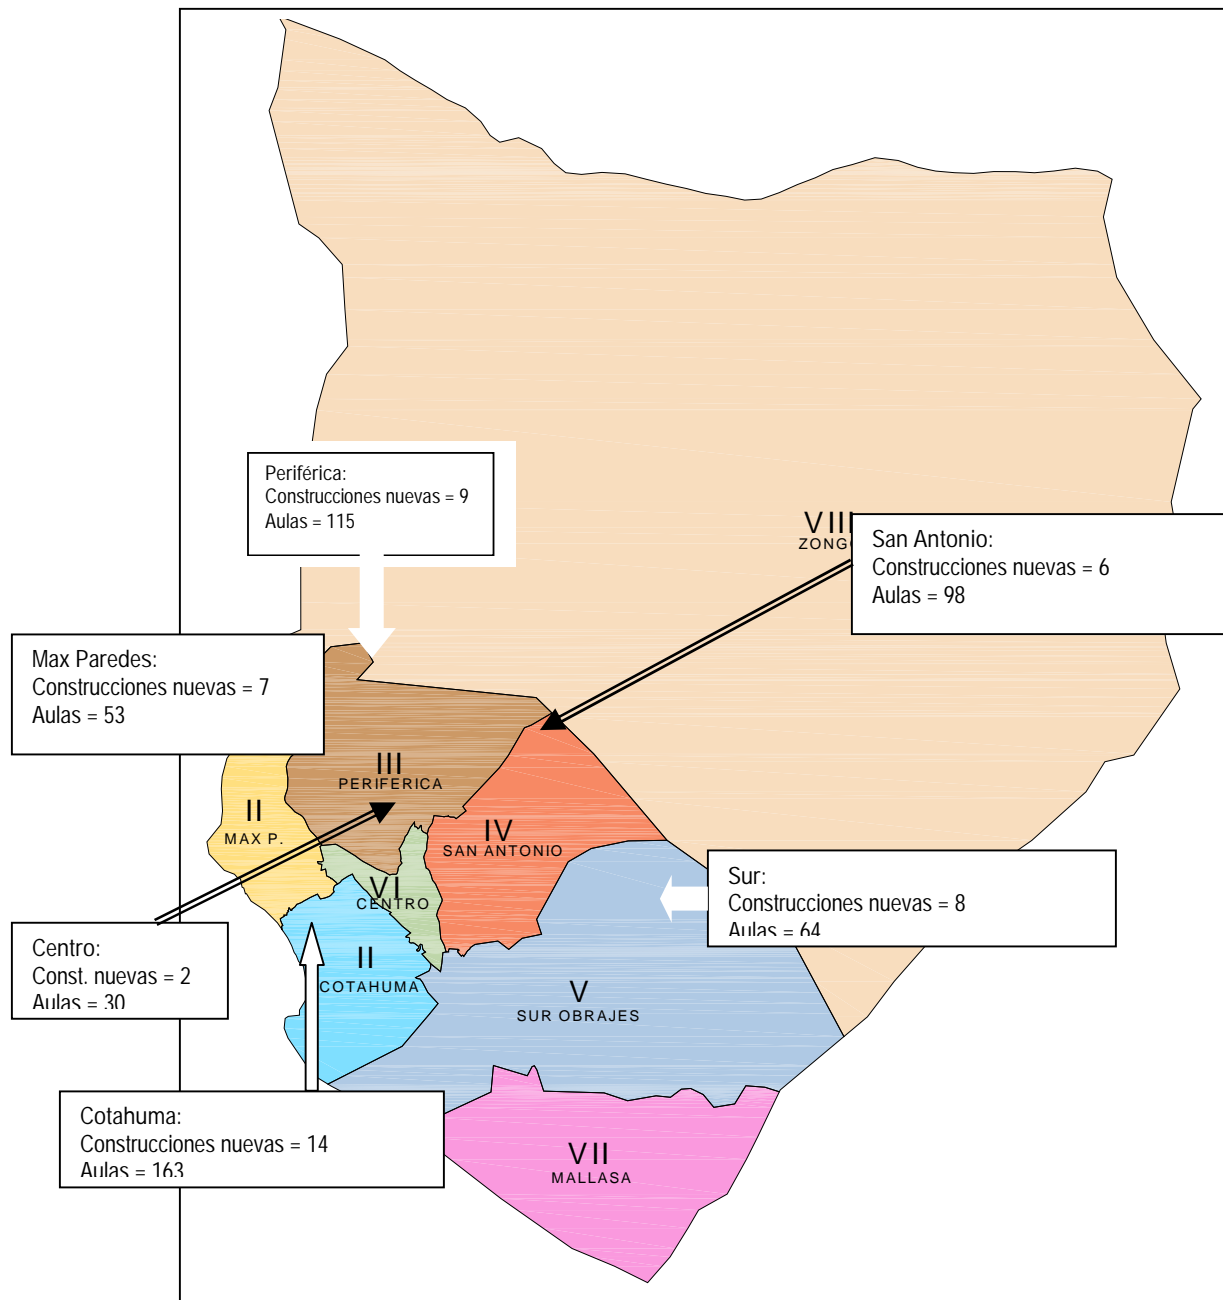 Periférica:
Construcciones nuevas = 9
Aulas = 115
VIII
San Antonio:
Construcciones nuevas = 6
Aulas = 98
Max Paredes:
Construcciones nuevas = 7
Aulas = 53
III
PERIFERICA
II
MAX P.
IV
SAN ANTONIO
VI
CENTRO
Sur:
Construcciones nuevas = 8
Aulas = 64
Centro:
Const. nuevas = 2
Aulas = 30
II
COTAHUMA
V
SUR OBRAJES
Cotahuma:
Construcciones nuevas = 14
Aulas = 163
VII
MALLASA